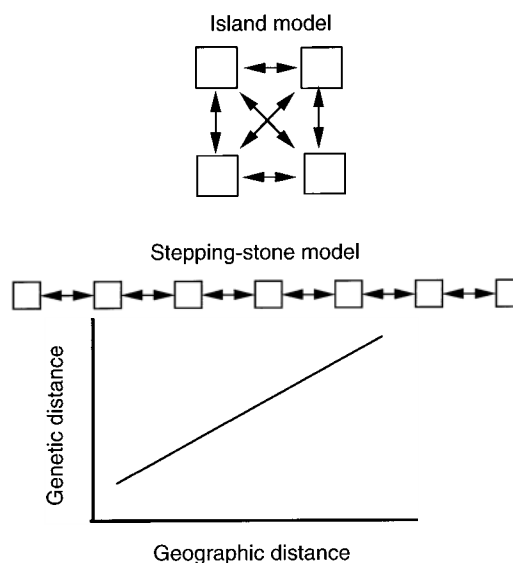 Island model
Stepping-stone model
Genetic distance
Geographic distance